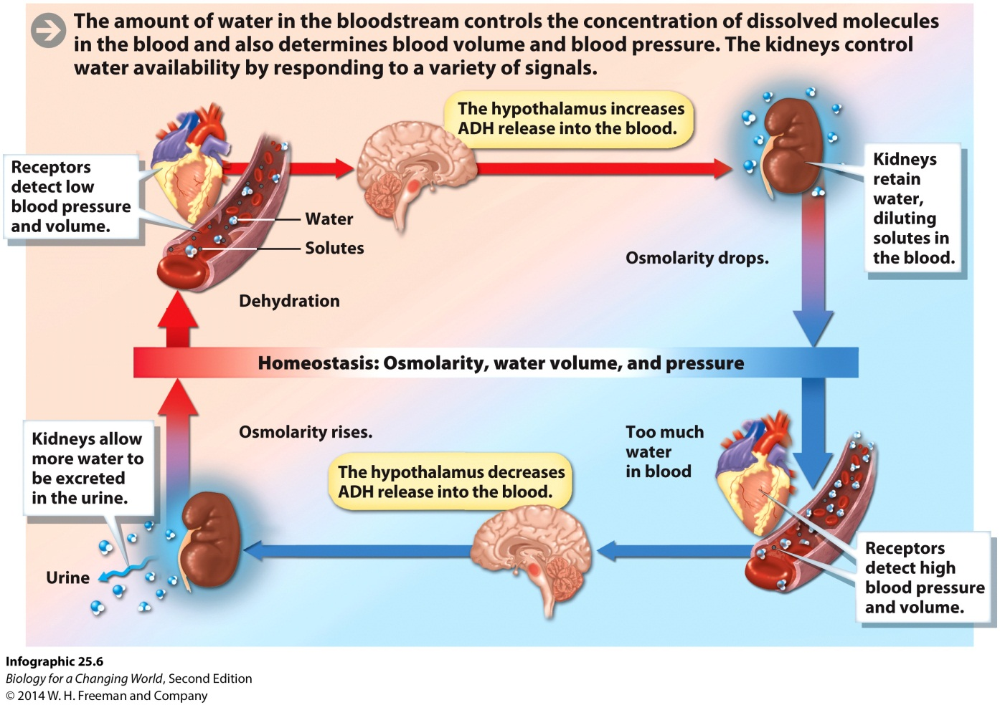 The amount of water in the bloodstream controls the concentration of dissolved molecules
in the blood and also determines blood volume and blood pressure. The kidneys control
water availability by responding to a variety of signals.
The hypothalamus increases
ADH release into the blood.
Receptors
detect low
blood pressure
and volume.
Water
Solutes
Dehydration
Kidneys
retain
water,
diluting
solutes in
the blood.
Osmolarity drops.
Homeostasis: Osmolarity, water volume, and pressure
Too much
water
in blood
Receptors
detect high
blood pressure
and volume.
The hypothalamus decreases
ADH release into the blood.
Osmolarity rises.
Kidneys allow
more water to
be excreted
in the urine.
Urine
Infographic 25.6
Biology for a Changing World, Second Edition
© 2014 W. H. Freeman and Company